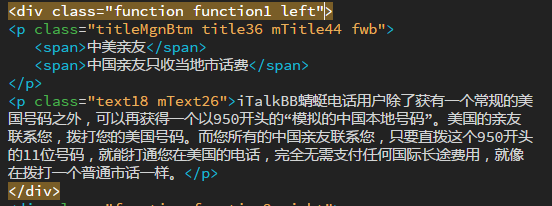 <div class="function function1 left">
<p class="titleMgnBtm title36 mTitle44 fwb">
<span>中美亲友</span>
<span>中国亲友只收当地市话费</span>
</p>
<p class="text18 mText26">iTalkBB蜻蜓电话用户除了获有一个常规的美
国号码之外，可以再获得一个以950开头的“模拟的中国本地号码”。美国的亲友
联系您，拨打您的美国号码。而您所有的中国亲友联系您，只要直拨这个950开头
的11位号码，就能打通您在美国的电话，完全无需支付任何国际长途费用，就像
在拨打一个普通市话一样。</p>
</div>